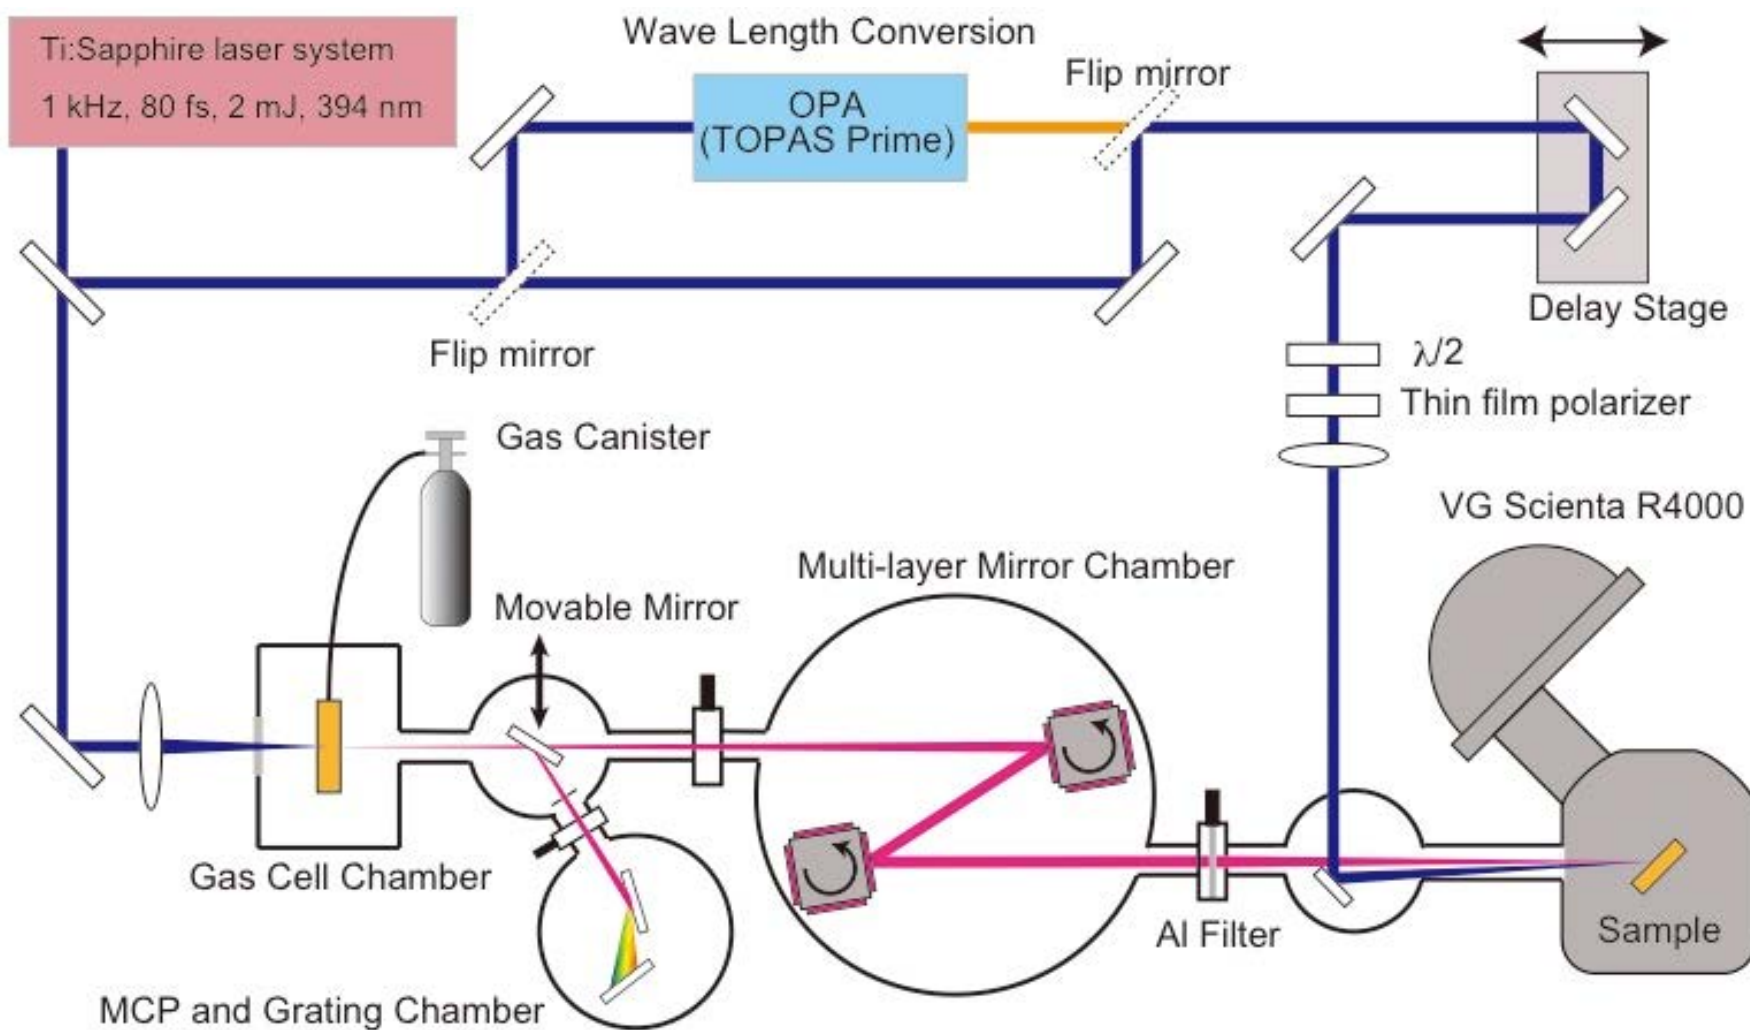 Ti:Sapphire laser system
1 kHz, 80 fs, 2 mJ, 394 nm
Wave Length Conversion
OPA
(TOPAS Prime)
Flip mirror
Delay Stage
Flip mirror
λ/2
Thin film polarizer
Gas Canister
VG Scienta R4000
Multi-layer Mirror Chamber
Movable Mirror
Gas Cell Chamber
Al Filter
Sample
MCP and Grating Chamber